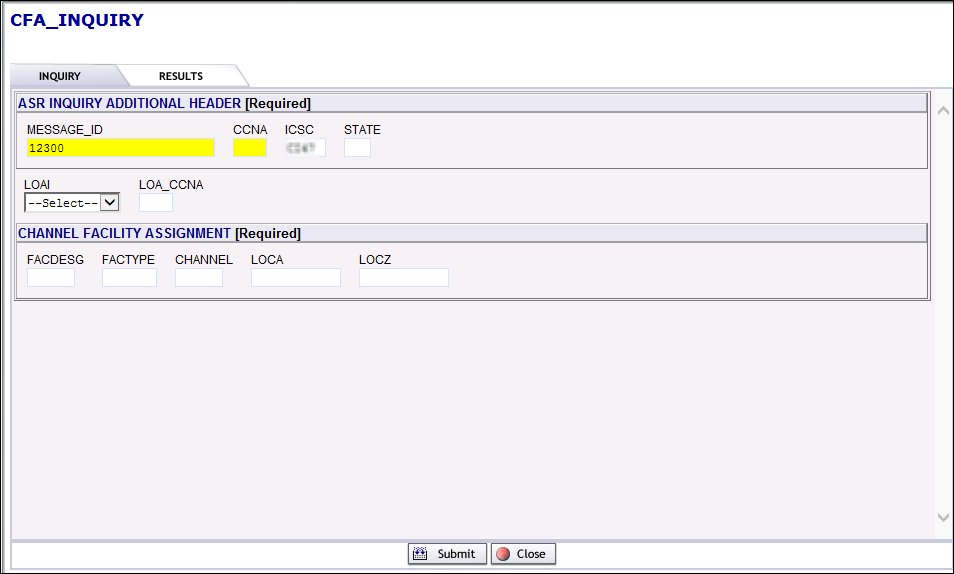 CFA_INQUIRY
INQUIRY RESULTS
ASR INQUIRY ADDITIONAL HEADER [Required]
MESSAGE_ID CCNA ICSC STATE
12300
LOAI LOA_CCNA
--Select--
CHANNEL FACILITY ASSIGNMENT [Required]
FACDESG FACTYPE CHANNEL LOCA LOCZ
Submit Close